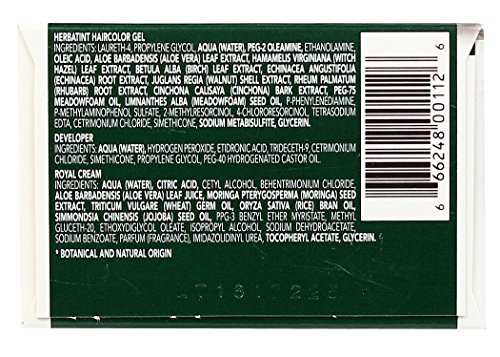 HERBATINT HAIRCOLOR GEL
INGREDIENTS: LAURETH-4, PROPYLENE GLYCOL, AQUA (WATER), PEG-2 OLEAMINE, ETHANOLAMINE,
OLEIC ACID, ALOE BARBADENSIS (ALOE VERA) LEAF EXTRACT, HAMAMELIS VIRGINIANA (WITCH
HAZEL) LEAF EXTRACT, BETULA ALBA (BIRCH) LEAF EXTRACT, ECHINACEA ANGUSTIFOLIA
(ECHINACEA) ROOT EXTRACT, JUGLANS REGIA (WALNUT) SHELL EXTRACT, RHEUM PALMATUM
(RHUBARB) ROOT EXTRACT, CINCHONA CALISAYA (CINCHONA) BARK EXTRACT, PEG-75
MEADOWFOAM OIL, LIMNANTHES ALBA (MEADOWFOAM) SEED OIL, P-PHENYLENEDIAMINE,
P-METHYLAMINOPHENOL SULFATE, 2-METHYLRESORCINOL, 4-CHLORORESORCINOL, TETRASODIUM
EDTA, CETRIMONIUM CHLORIDE, SIMETHICONE, SODIUM METABISULFITE, GLYCERIN.
DEVELOPER
INGREDIENTS: AQUA (WATER), HYDROGEN PEROXIDE, ETIDRONIC ACID, TRIDECETH-9, CETRIMONIUM
CHLORIDE, SIMETHICONE, PROPYLENE GLYCOL, PEG-40 HYDROGENATED CASTOR OIL.
ROYAL CREAM
INGREDIENTS: AQUA (WATER), CITRIC ACID, CETYL ALCOHOL, BEHENTRIMONIUM CHLORIDE,
ALOE BARBADENSIS (ALOE VERA) LEAF JUICE, MORINGA PTERYGOSPERMA (MORINGA) SEED
EXTRACT, TRITICUM VULGARE (WHEAT) GERM OIL, ORYZA SATIVA (RICE) BRAN OIL,
SIMMONDSIA CHINENSIS (JOJOBA) SEED OIL, PPG-3 BENZYL ETHER MYRISTATE, METHYL
GLUCETH-20, ETHOXYDIGLYCOL OLEATE, ISOPROPYL ALCOHOL, SODIUM DEHYDROACETATE,
SODIUM BENZOATE, PARFUM (FRAGRANCE), IMIDAZOLIDINYL UREA, TOCOPHERYL ACETATE, GLYCERIN.
* BOTANICAL AND NATURAL ORIGIN
6 66248 00112 6